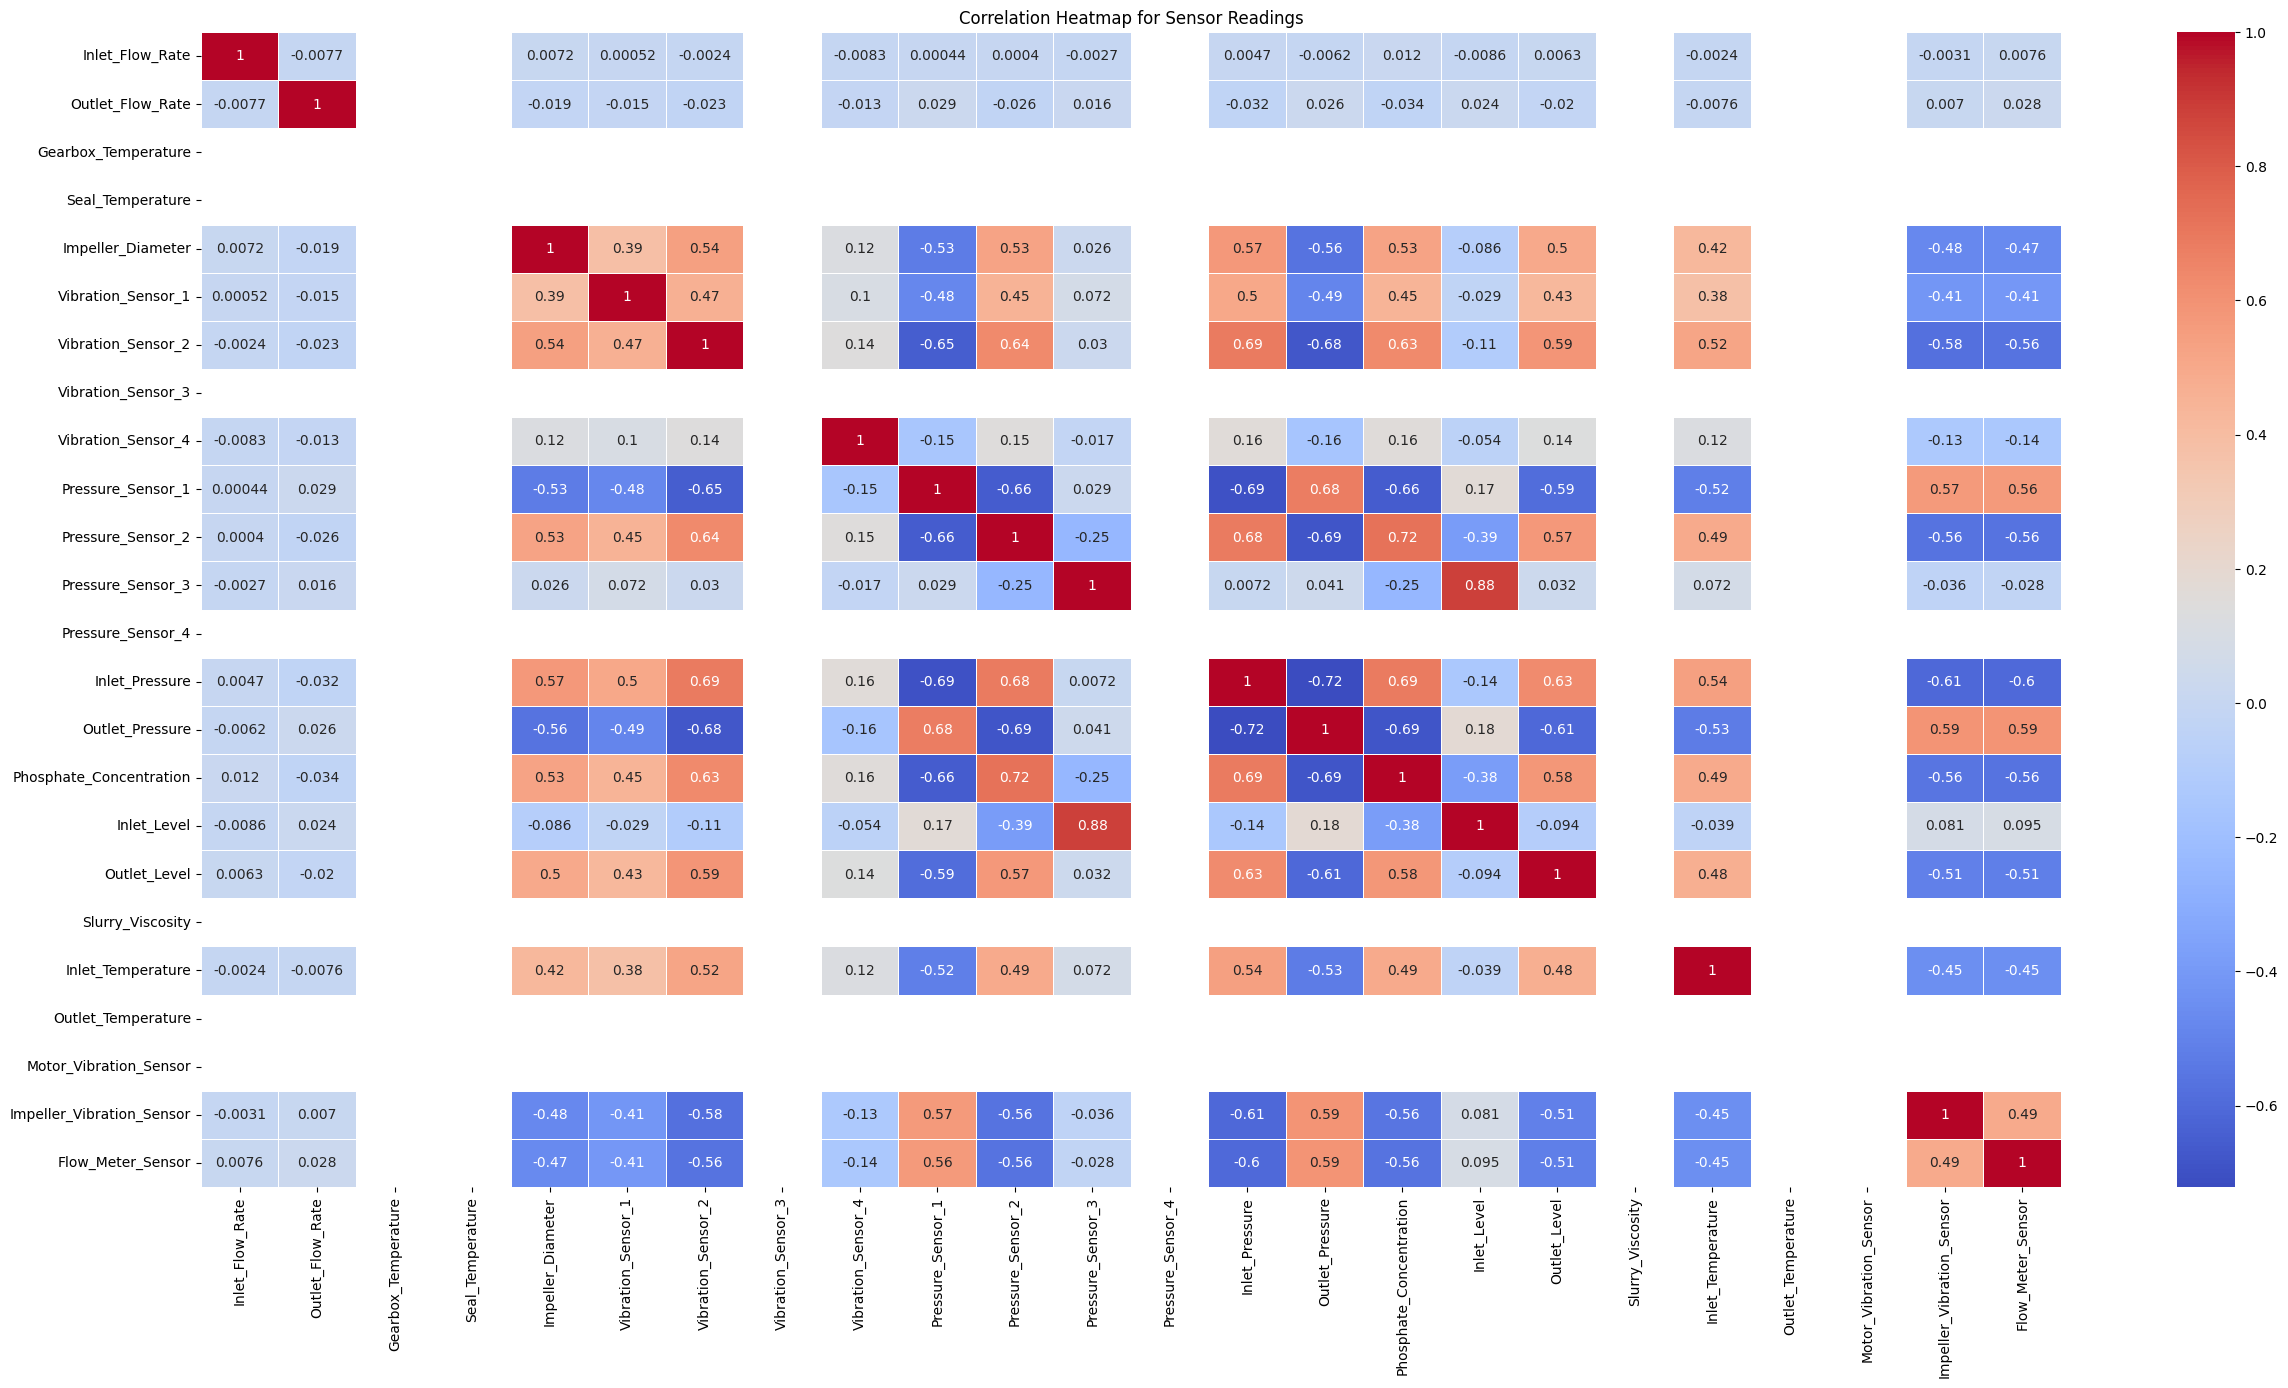 Correlation Heatmap for Sensor Readings
Inlet_Flow_Rate 1 -0.0077 0.0072 0.00052 -0.0024 -0.0083 0.00044 0.0004 -0.0027 0.0047 -0.0062 0.012 -0.0086 0.0063 -0.0024 -0.0031 0.0076
Outlet_Flow_Rate -0.0077 1 -0.019 -0.015 -0.023 -0.013 0.029 -0.026 0.016 -0.032 0.026 -0.034 0.024 -0.02 -0.0076 0.007 0.028
Gearbox_Temperature
Seal_Temperature
Impeller_Diameter 0.0072 -0.019 1 0.39 0.54 0.12 -0.53 0.53 0.026 0.57 -0.56 0.53 -0.086 0.5 0.42 -0.48 -0.47
Vibration_Sensor_1 0.00052 -0.015 0.39 1 0.47 0.1 -0.48 0.45 0.072 0.5 -0.49 0.45 -0.029 0.43 0.38 -0.41 -0.41
Vibration_Sensor_2 -0.0024 -0.023 0.54 0.47 1 0.14 -0.65 0.64 0.03 0.69 -0.68 0.63 -0.11 0.59 0.52 -0.58 -0.56
Vibration_Sensor_3
Vibration_Sensor_4 -0.0083 -0.013 0.12 0.1 0.14 1 -0.15 0.15 -0.017 0.16 -0.16 0.16 -0.054 0.14 0.12 -0.13 -0.14
Pressure_Sensor_1 0.00044 0.029 -0.53 -0.48 -0.65 -0.15 1 -0.66 0.029 -0.69 0.68 -0.66 0.17 -0.59 -0.52 0.57 0.56
Pressure_Sensor_2 0.0004 -0.026 0.53 0.45 0.64 0.15 -0.66 1 -0.25 0.68 -0.69 0.72 -0.39 0.57 0.49 -0.56 -0.56
Pressure_Sensor_3 -0.0027 0.016 0.026 0.072 0.03 -0.017 0.029 -0.25 1 0.0072 0.041 -0.25 0.88 0.032 0.072 -0.036 -0.028
Pressure_Sensor_4
Inlet_Pressure 0.0047 -0.032 0.57 0.5 0.69 0.16 -0.69 0.68 0.0072 1 -0.72 0.69 -0.14 0.63 0.54 -0.61 -0.6
Outlet_Pressure -0.0062 0.026 -0.56 -0.49 -0.68 -0.16 0.68 -0.69 0.041 -0.72 1 -0.69 0.18 -0.61 -0.53 0.59 0.59
Phosphate_Concentration 0.012 -0.034 0.53 0.45 0.63 0.16 -0.66 0.72 -0.25 0.69 -0.69 1 -0.38 0.58 0.49 -0.56 -0.56
Inlet_Level -0.0086 0.024 -0.086 -0.029 -0.11 -0.054 0.17 -0.39 0.88 -0.14 0.18 -0.38 1 -0.094 -0.039 0.081 0.095
Outlet_Level 0.0063 -0.02 0.5 0.43 0.59 0.14 -0.59 0.57 0.032 0.63 -0.61 0.58 -0.094 1 0.48 -0.51 -0.51
Slurry_Viscosity
Inlet_Temperature -0.0024 -0.0076 0.42 0.38 0.52 0.12 -0.52 0.49 0.072 0.54 -0.53 0.49 -0.039 0.48 1 -0.45 -0.45
Outlet_Temperature
Motor_Vibration_Sensor
Impeller_Vibration_Sensor -0.0031 0.007 -0.48 -0.41 -0.58 -0.13 0.57 -0.56 -0.036 -0.61 0.59 -0.56 0.081 -0.51 -0.45 1 0.49
Flow_Meter_Sensor 0.0076 0.028 -0.47 -0.41 -0.56 -0.14 0.56 -0.56 -0.028 -0.6 0.59 -0.56 0.095 -0.51 -0.45 0.49 1
Inlet_Flow_Rate
Outlet_Flow_Rate
Gearbox_Temperature
Seal_Temperature
Impeller_Diameter
Vibration_Sensor_1
Vibration_Sensor_2
Vibration_Sensor_3
Vibration_Sensor_4
Pressure_Sensor_1
Pressure_Sensor_2
Pressure_Sensor_3
Pressure_Sensor_4
Inlet_Pressure
Outlet_Pressure
Phosphate_Concentration
Inlet_Level
Outlet_Level
Slurry_Viscosity
Inlet_Temperature
Outlet_Temperature
Motor_Vibration_Sensor
Impeller_Vibration_Sensor
Flow_Meter_Sensor
1.0
0.8
0.6
0.4
0.2
0.0
−0.2
−0.4
−0.6